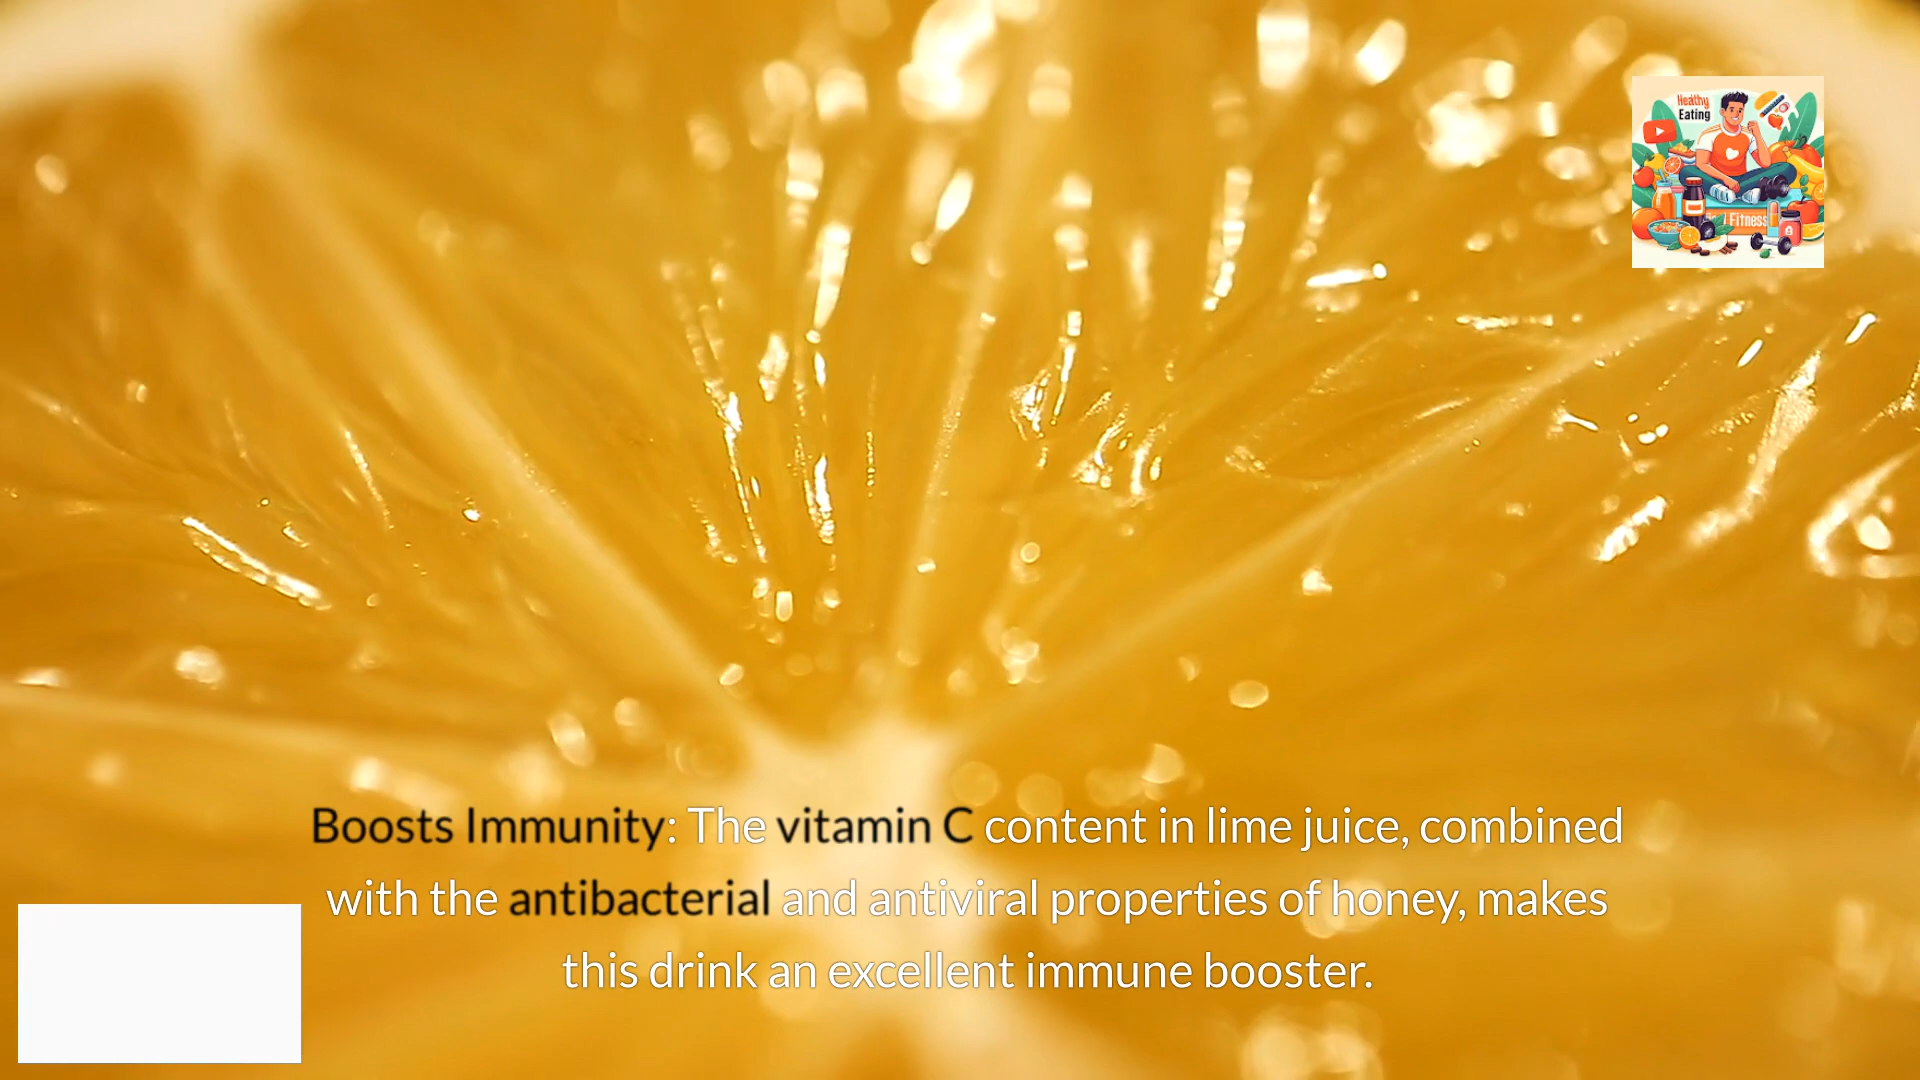 Healthy
Eating
Fitness
Boosts Immunity: The vitamin C content in lime juice, combined
with the antibacterial and antiviral properties of honey, makes
this drink an excellent immune booster.